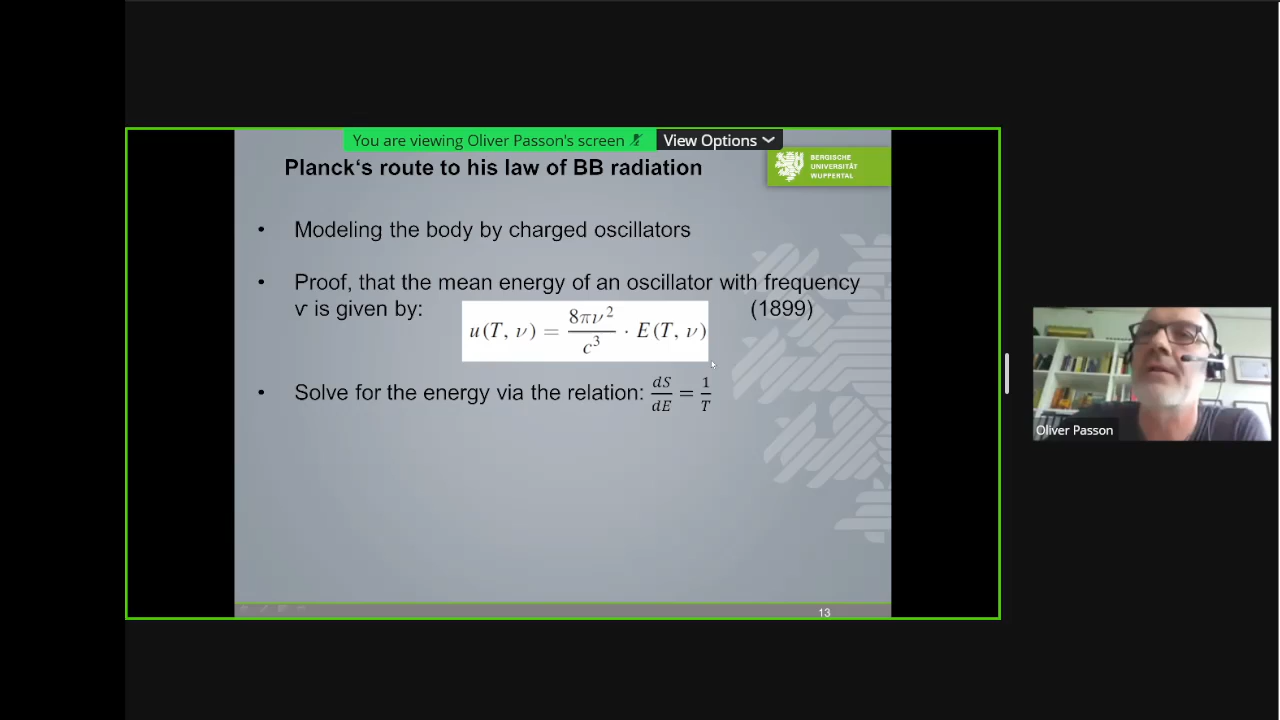 You are viewing Oliver Passon's screen
View Options
Planck‘s route to his law of BB radiation
BERGISCHE
UNIVERSITÄT
WUPPERTAL
• Modeling the body by charged oscillators
• Proof, that the mean energy of an oscillator with frequency
ν is given by: u(T, ν) = 8πν²/c³ · E(T, ν) (1899)
• Solve for the energy via the relation: dS/dE = 1/T
13
Oliver Passon